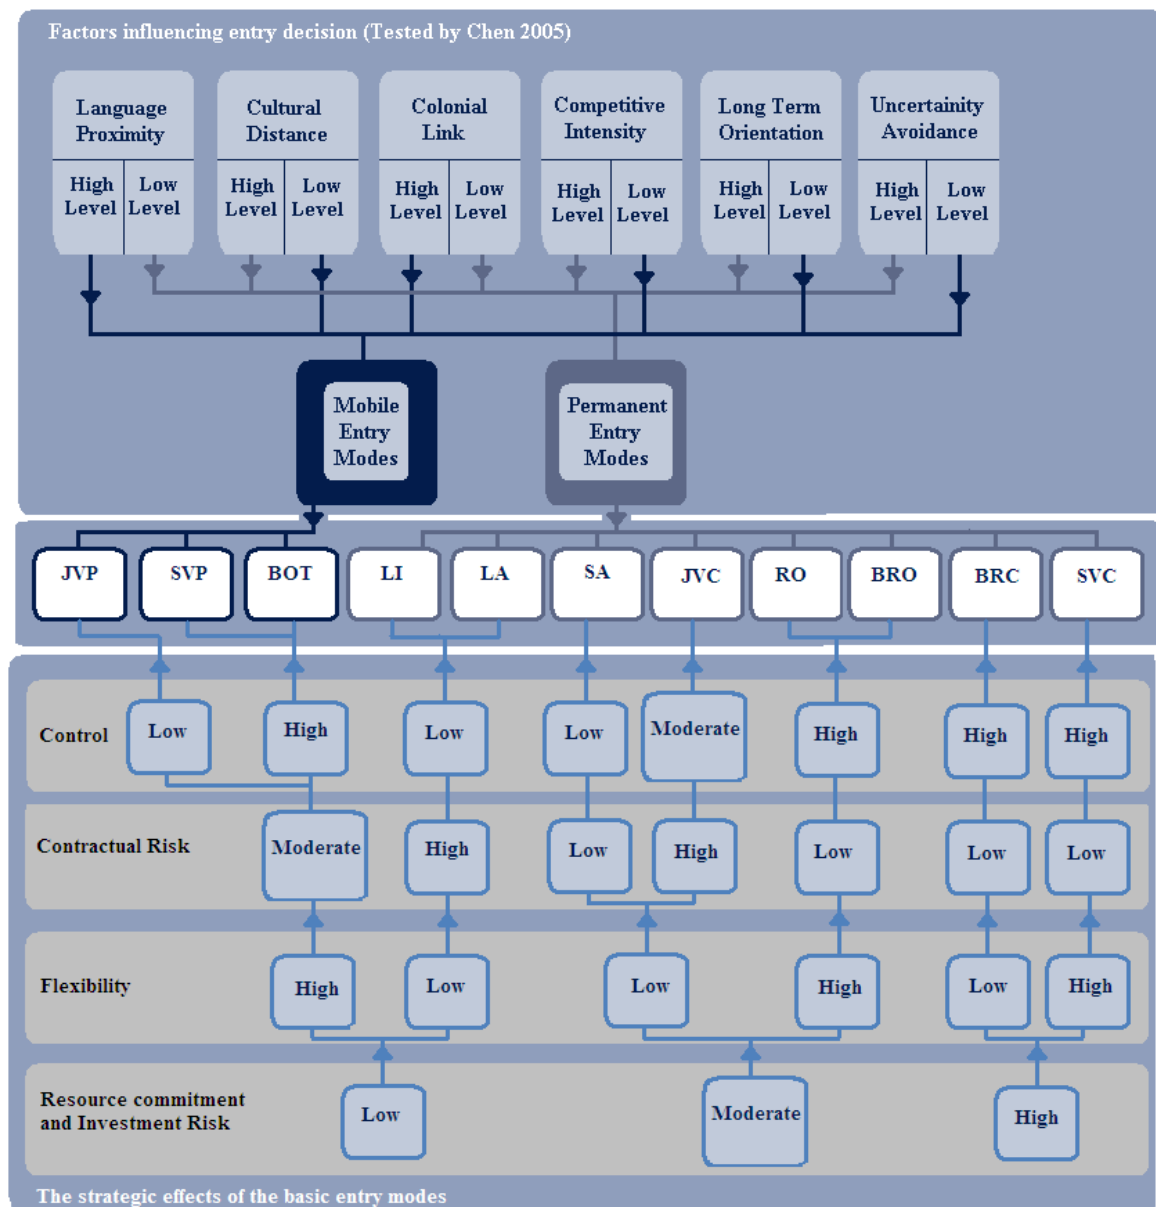 Factors influencing entry decision (Tested by Chen 2005)
Language
Proximity
High
Level
Low
Level
Cultural
Distance
High
Level
Low
Level
Colonial
Link
High
Level
Low
Level
Competitive
Intensity
High
Level
Low
Level
Long Term
Orientation
High
Level
Low
Level
Uncertainity
Avoidance
High
Level
Low
Level
Mobile
Entry
Modes
Permanent
Entry
Modes
JVP
SVP
BOT
LI
LA
SA
JVC
RO
BRO
BRC
SVC
Control
Low
High
Low
Low
Moderate
High
High
High
Contractual Risk
Moderate
High
Low
High
Low
Low
Low
Flexibility
High
Low
Low
High
Low
High
Resource commitment
and Investment Risk
Low
Moderate
High
The strategic effects of the basic entry modes